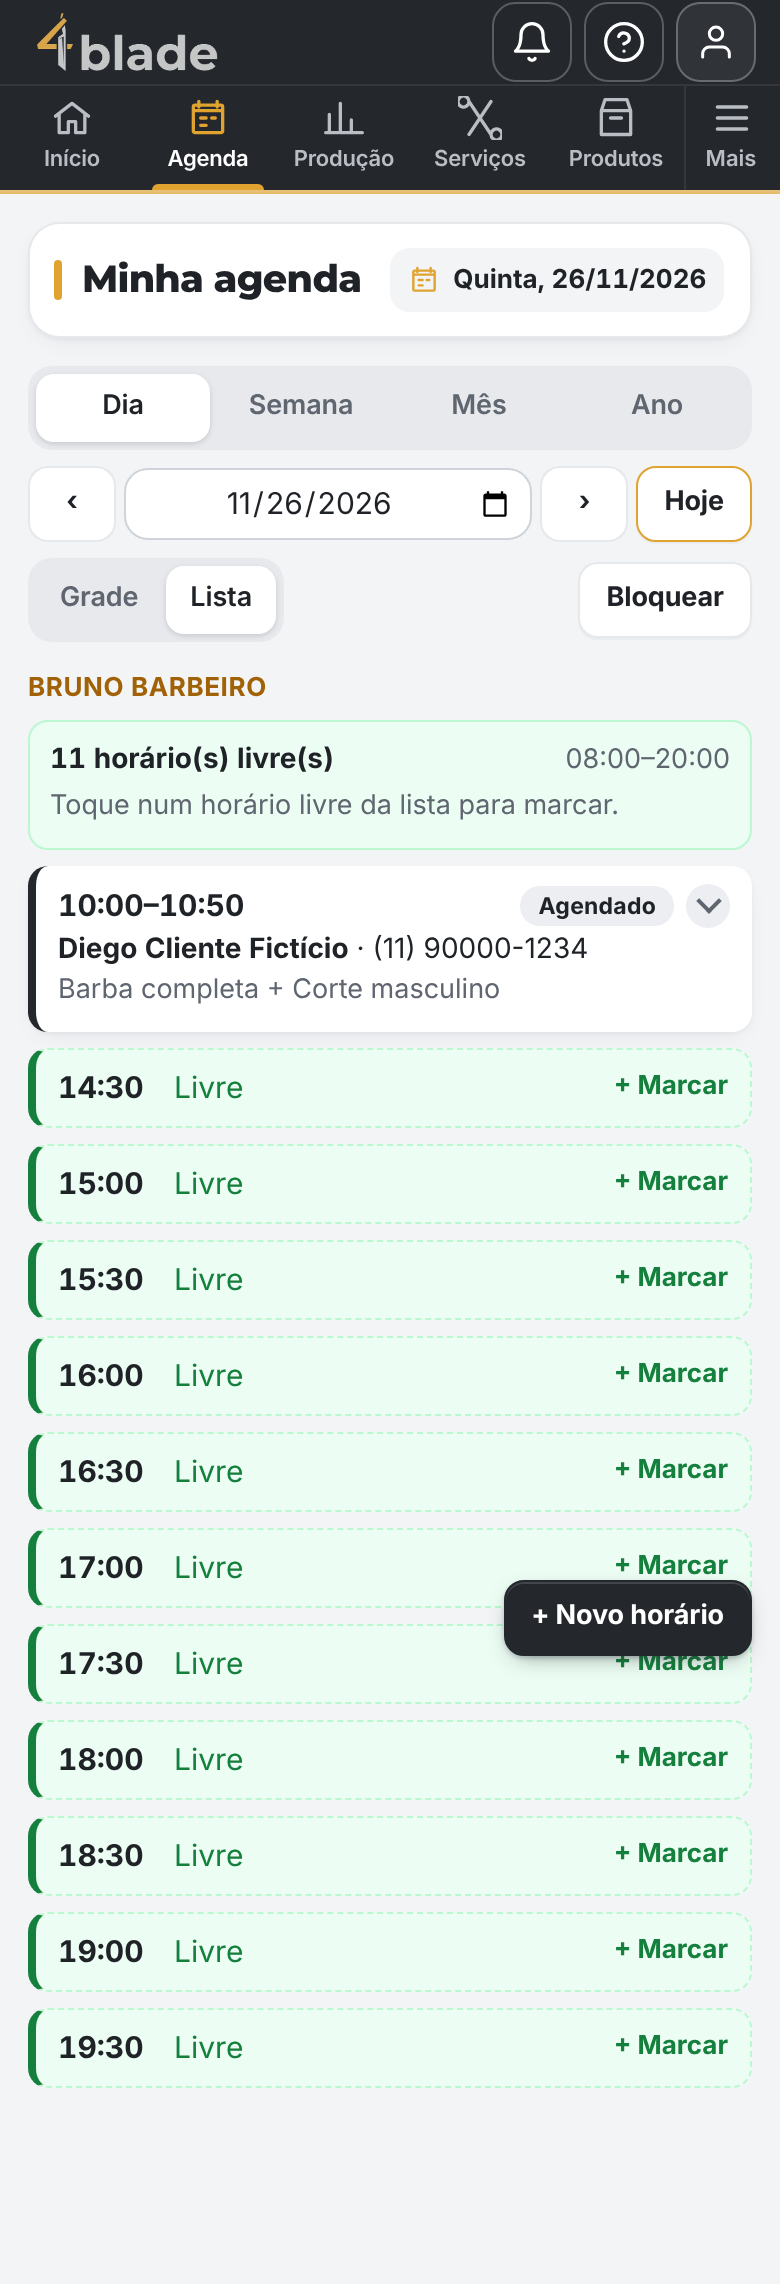 4blade
Início Agenda Produção Serviços Produtos Mais
Minha agenda Quinta, 26/11/2026
Dia Semana Mês Ano
‹ 11/26/2026 › Hoje
Grade Lista Bloquear
BRUNO BARBEIRO
11 horário(s) livre(s) 08:00–20:00
Toque num horário livre da lista para marcar.
10:00–10:50 Agendado
Diego Cliente Fictício · (11) 90000-1234
Barba completa + Corte masculino
14:30 Livre + Marcar
15:00 Livre + Marcar
15:30 Livre + Marcar
16:00 Livre + Marcar
16:30 Livre + Marcar
17:00 Livre + Marcar
+ Novo horário
17:30 Livre + Marcar
18:00 Livre + Marcar
18:30 Livre + Marcar
19:00 Livre + Marcar
19:30 Livre + Marcar